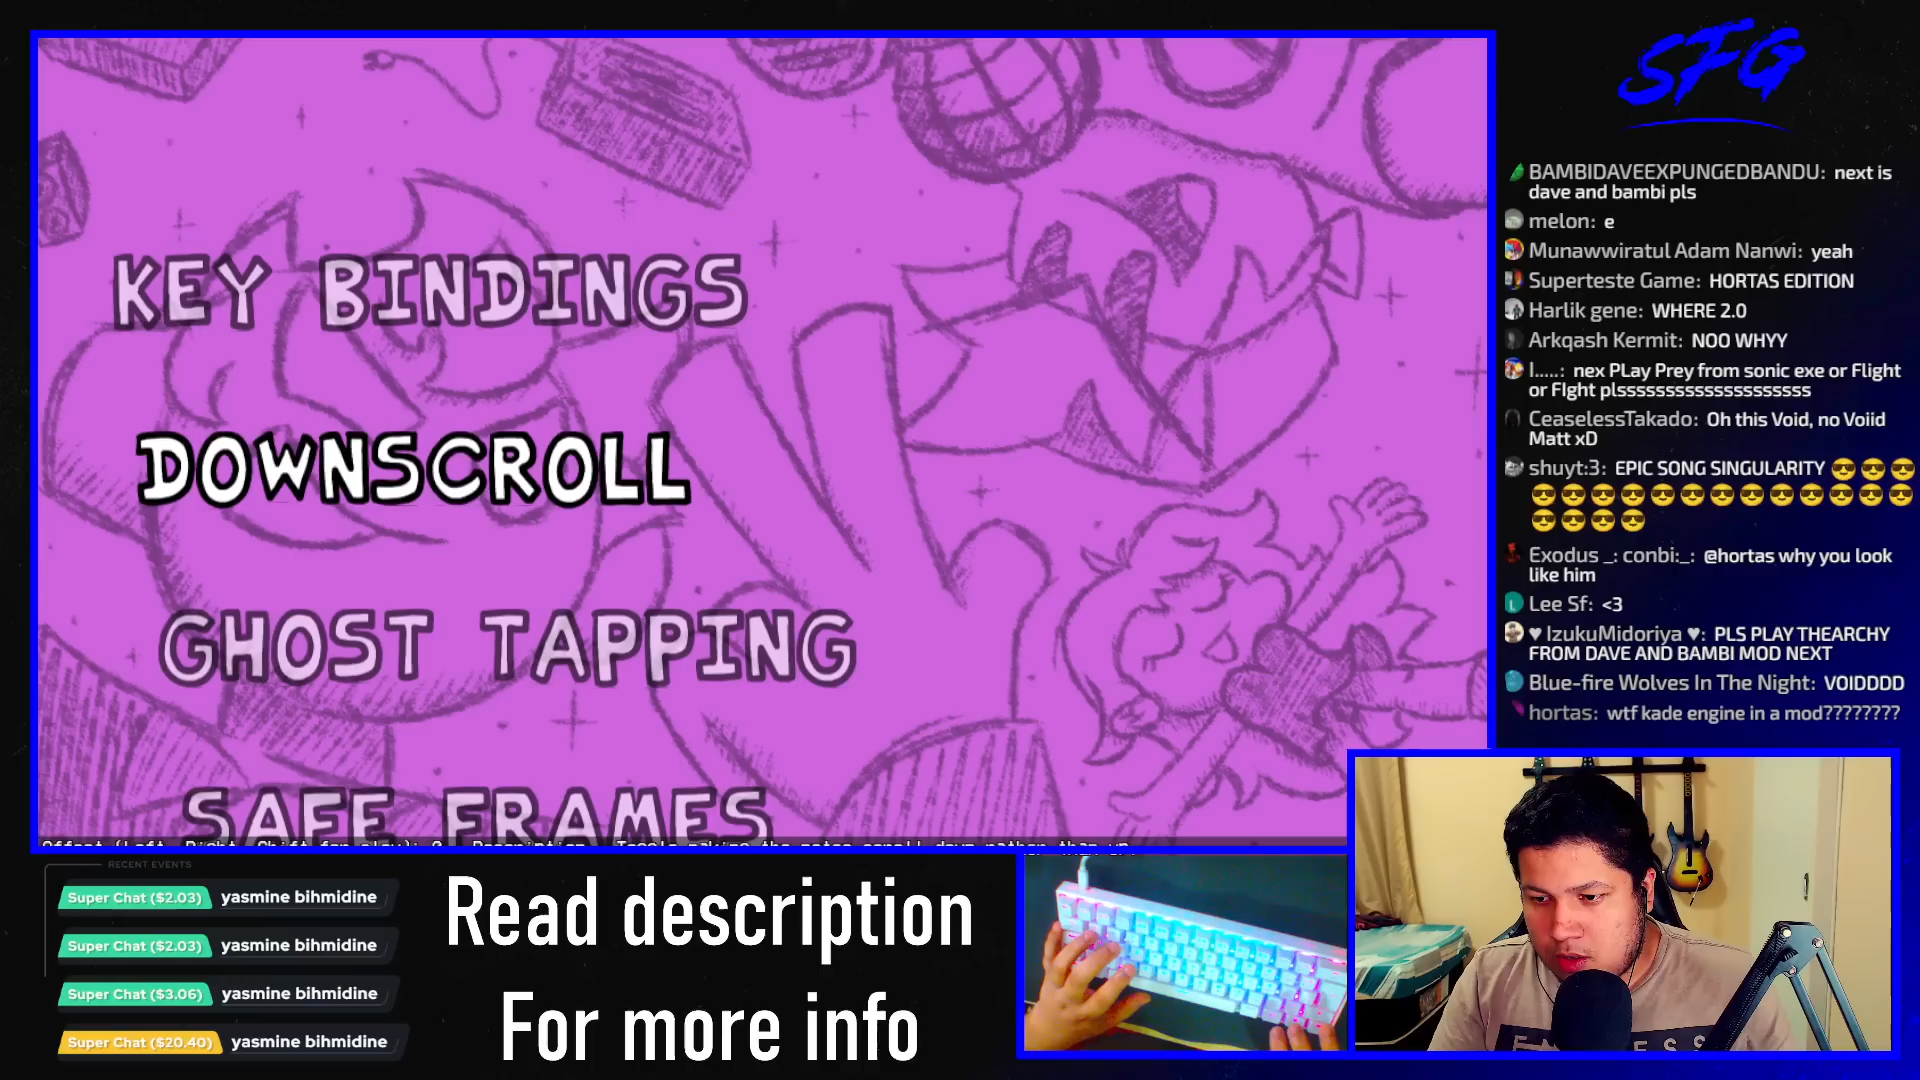 SFG
KEY BINDINGS
DOWNSCROLL
GHOST TAPPING
SAFE FRAMES
BAMBIDAVEEXPUNGEDBANDU: next is
dave and bambi pls
melon: e
Munawwiratul Adam Nanwi: yeah
Superteste Game: HORTAS EDITION
Harlik gene: WHERE 2.0
Arkqash Kermit: NOO WHYY
I.....: nex PLay Prey from sonic exe or Flight
or FIght plsssssssssssssssssss
CeaselessTakado: Oh this Void, no Voiid
Matt xD
shuyt:3: EPIC SONG SINGULARITY 😎😎😎
😎😎😎😎😎😎😎😎😎😎😎😎😎
😎😎😎😎
Exodus _: conbi:_: @hortas why you look
like him
Lee Sf: <3
♥ IzukuMidoriya ♥: PLS PLAY THEARCHY
FROM DAVE AND BAMBI MOD NEXT
Blue-fire Wolves In The Night: VOIDDDD
hortas: wtf kade engine in a mod????????
RECENT EVENTS
Super Chat ($2.03) yasmine bihmidine
Super Chat ($2.03) yasmine bihmidine
Super Chat ($3.06) yasmine bihmidine
Super Chat ($20.40) yasmine bihmidine
Read description
For more info